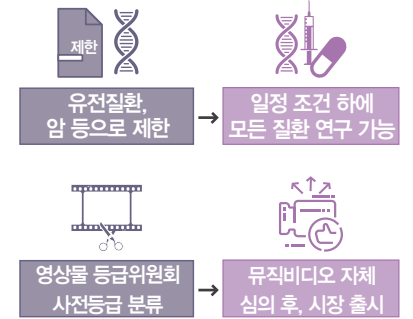 제한
유전질환,
암 등으로 제한
→
일정 조건 하에
모든 질환 연구 가능
영상물 등급위원회
사전등급 분류
→
뮤직비디오 자체
심의 후, 시장 출시